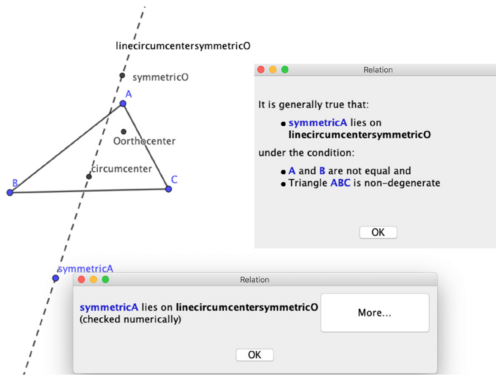 linecircumcentersymmetricO
symmetricO
A
Oorthocenter
circumcenter
B
C
symmetricA
Relation
It is generally true that:
● symmetricA lies on
linecircumcentersymmetricO
under the condition:
● A and B are not equal and
● Triangle ABC is non-degenerate
OK
Relation
symmetricA lies on linecircumcentersymmetricO
(checked numerically)
More...
OK